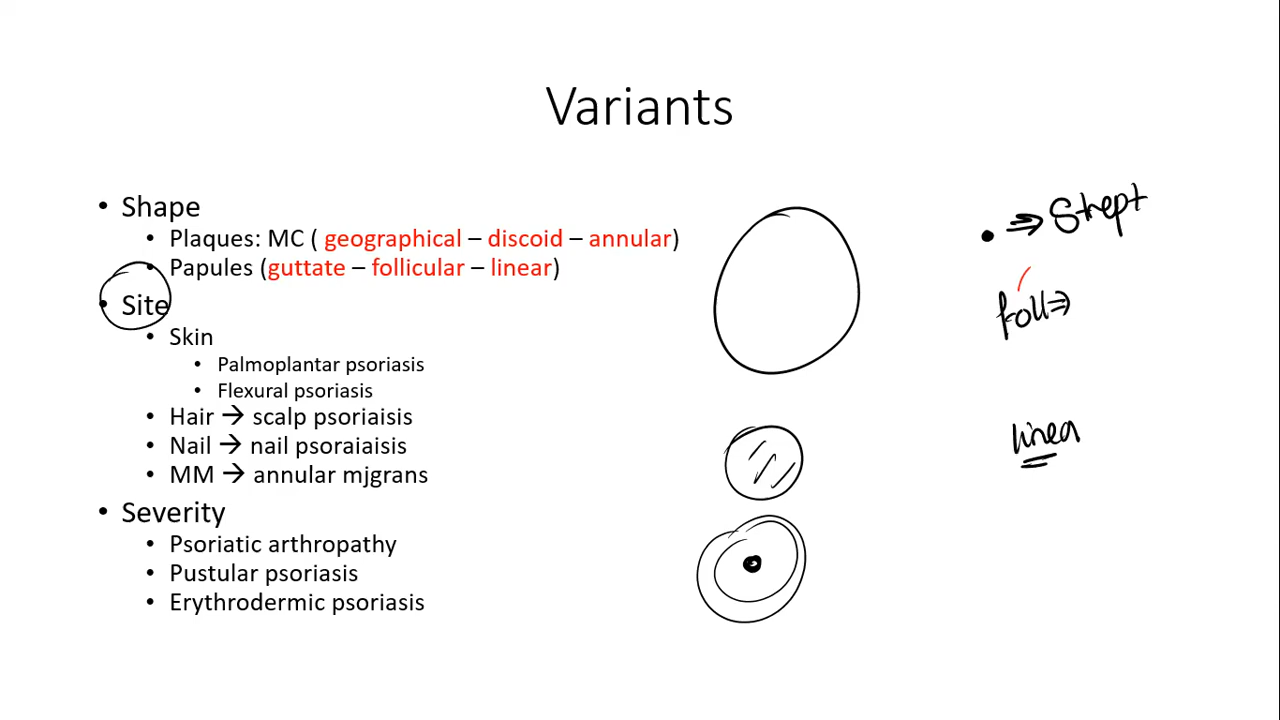 Variants
• Shape
• Plaques: MC ( geographical – discoid – annular)
• Papules (guttate – follicular – linear)
• Site
• Skin
• Palmoplantar psoriasis
• Flexural psoriasis
• Hair → scalp psoriaisis
• Nail → nail psoraiaisis
• MM → annular mjgrans
• Severity
• Psoriatic arthropathy
• Pustular psoriasis
• Erythrodermic psoriasis
• ⇒ Strept
foll ⇒
linea